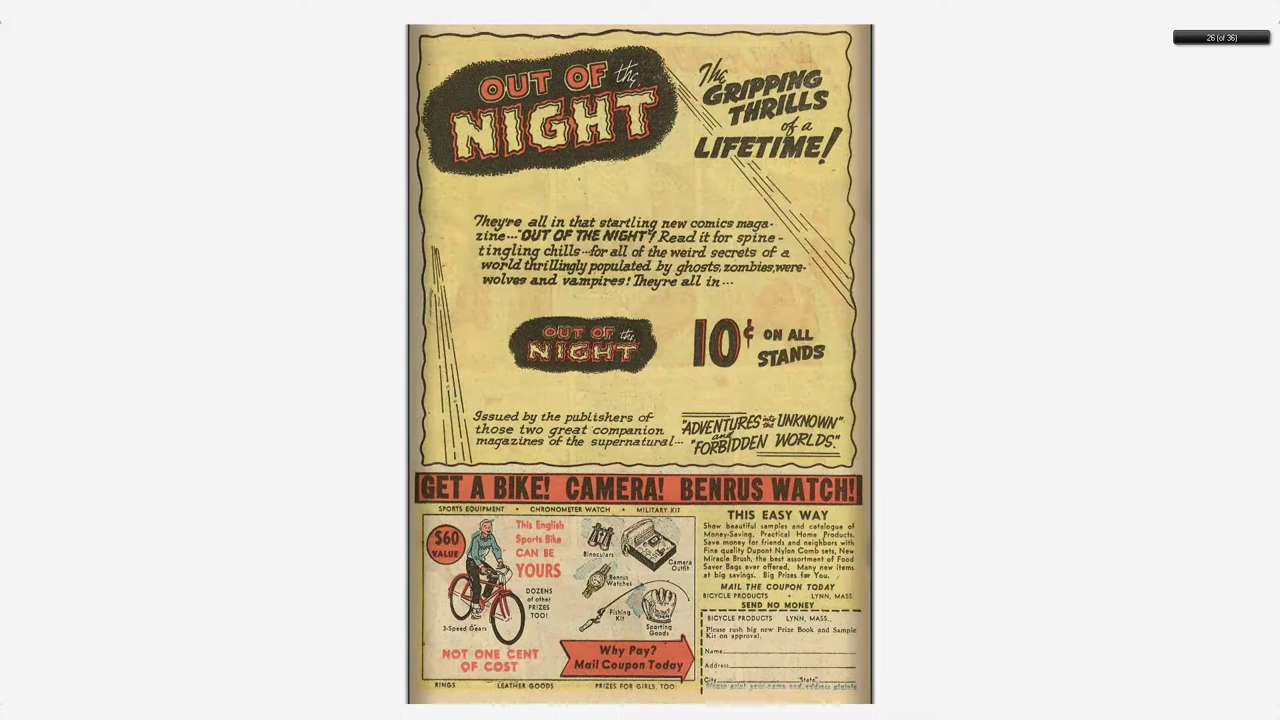 26 (of 36)
OUT OF the
NIGHT
The
GRIPPING
THRILLS
of a
LIFETIME!
They're all in that startling new comics maga-
zine---"OUT OF THE NIGHT"! Read it for spine-
tingling chills--for all of the weird secrets of a
world thrillingly populated by ghosts, zombies, were-
wolves and vampires! They're all in---
OUT OF the
NIGHT
10¢ ON ALL
STANDS
Issued by the publishers of
those two great companion
magazines of the supernatural---
"ADVENTURES into the UNKNOWN"
and
"FORBIDDEN WORLDS."
GET A BIKE! CAMERA! BENRUS WATCH!
SPORTS EQUIPMENT • CHRONOMETER WATCH • MILITARY KIT
$60
VALUE
This English
Sports Bike
CAN BE
YOURS
DOZENS
of other
PRIZES
TOO!
3-Speed Gears
NOT ONE CENT
OF COST
Binoculars
Camera
Outfit
Benrus
Watches
Fishing
Kit
Sporting
Goods
Why Pay?
Mail Coupon Today
RINGS LEATHER GOODS PRIZES FOR GIRLS, TOO!
THIS EASY WAY
Show beautiful samples and catalogue of
Money-Saving, Practical Home Products.
Save money for friends and neighbors with
Fine quality Dupont Nylon Comb sets, New
Miracle Brush, the best assortment of Food
Saver Bags ever offered. Many new items
at big savings. Big Prizes for You.
MAIL THE COUPON TODAY
BICYCLE PRODUCTS • LYNN, MASS.
SEND NO MONEY
BICYCLE PRODUCTS LYNN, MASS.
Please rush big new Prize Book and Sample
Kit on approval.
Name
Address
City State
Please print your name and address plainly